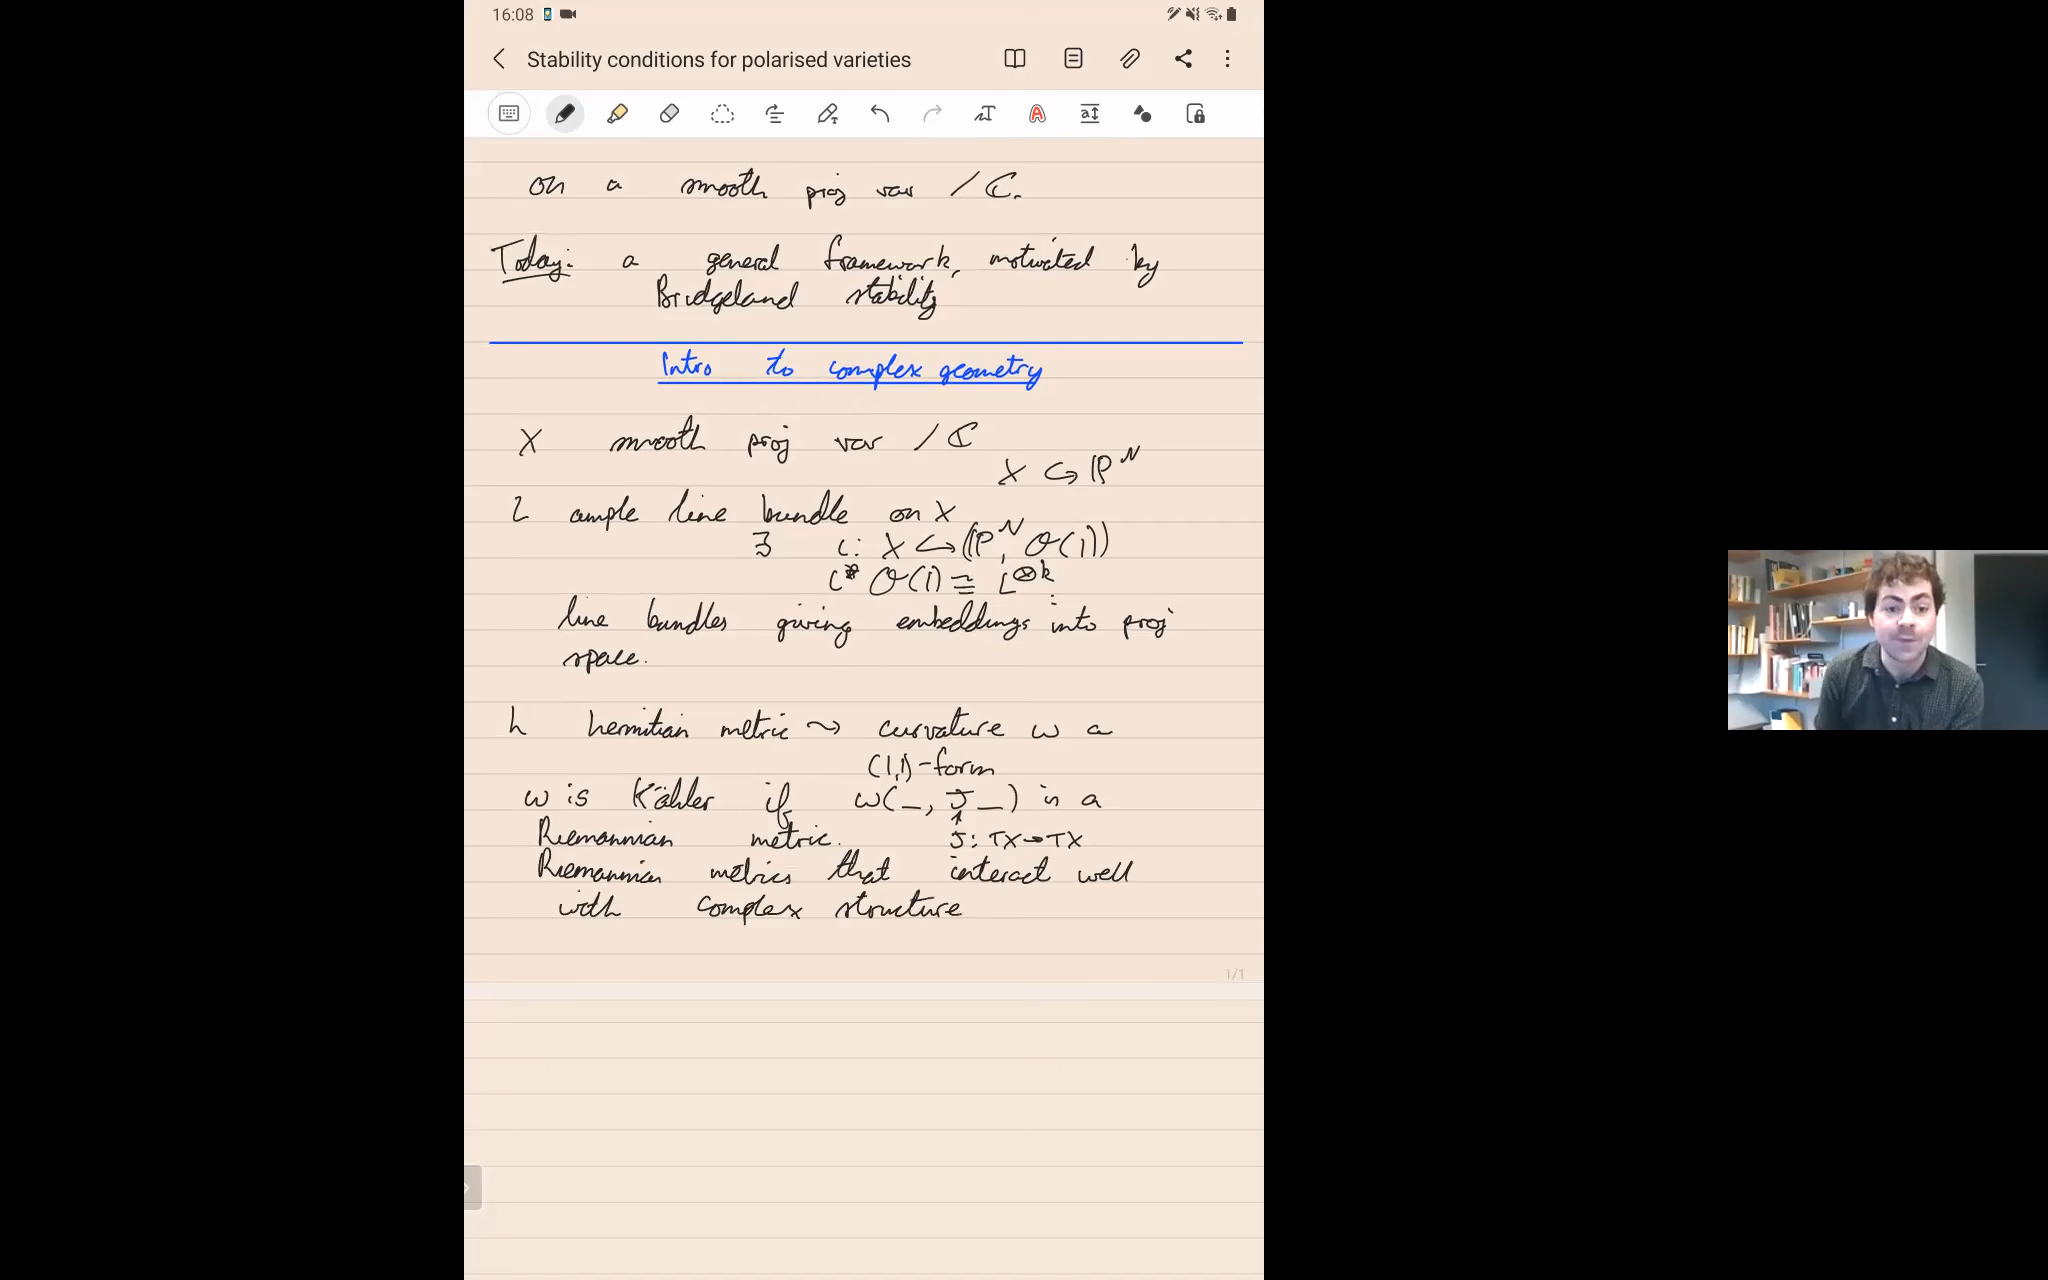 16:08
Stability conditions for polarised varieties
on a smooth proj var / ℂ.
Today: a general framework, motivated by
Bridgeland stability
Intro to complex geometry
X smooth proj var / ℂ
X ↪ ℙ^N
L ample line bundle on X
∃ ι: X ↪ (ℙ^N, O(1))
ι* O(1) ≅ L^⊗k
line bundles giving embeddings into proj
space.
h hermitian metric ⇝ curvature ω a
(1,1)-form
ω is Kähler if ω(_, J_) is a
Riemannian metric. J: TX → TX
Riemannian metrics that interact well
with complex structure
1/1